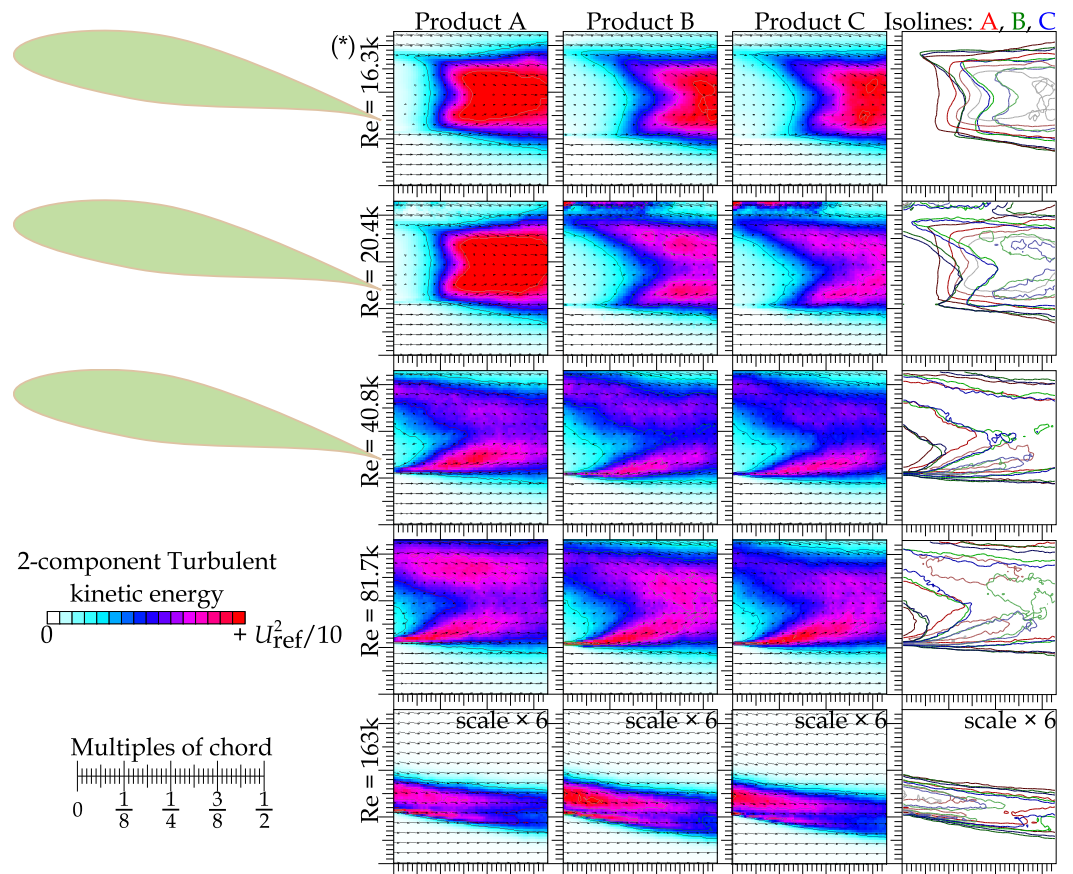 Product A Product B Product C Isolines: A, B, C
(*)
Re = 16.3k
Re = 20.4k
Re = 40.8k
2-component Turbulent
kinetic energy
0 + U²ref/10
Re = 81.7k
scale × 6 scale × 6 scale × 6 scale × 6
Re = 163k
Multiples of chord
0 1/8 1/4 3/8 1/2